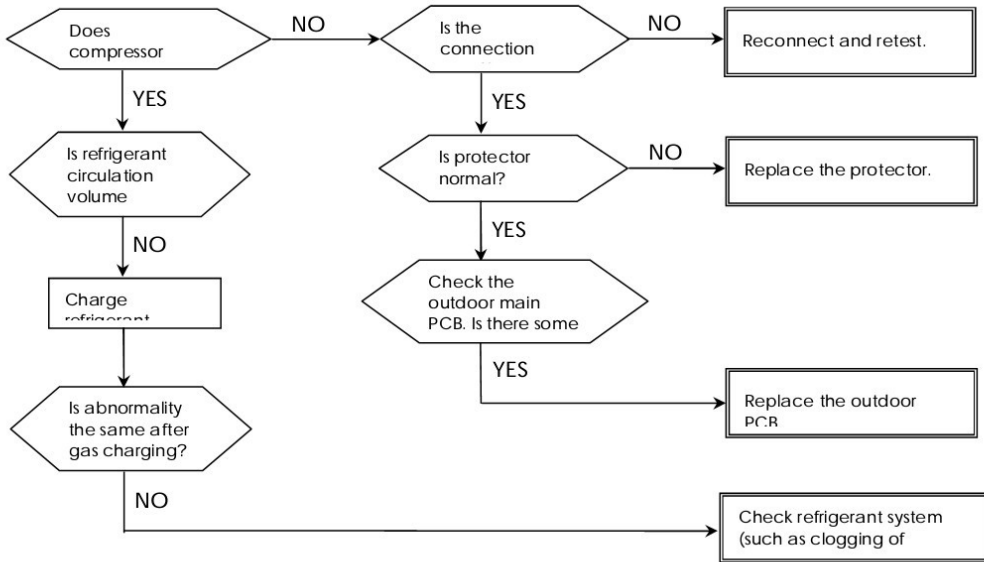 Does
compressor
NO
Is the
connection
NO
Reconnect and retest.
YES
YES
Is refrigerant
circulation
volume
Is protector
normal?
NO
Replace the protector.
NO
YES
Charge
refrigerant
Check the
outdoor main
PCB. Is there some
YES
Replace the outdoor
PCB
Is abnormality
the same after
gas charging?
NO
Check refrigerant system
(such as clogging of